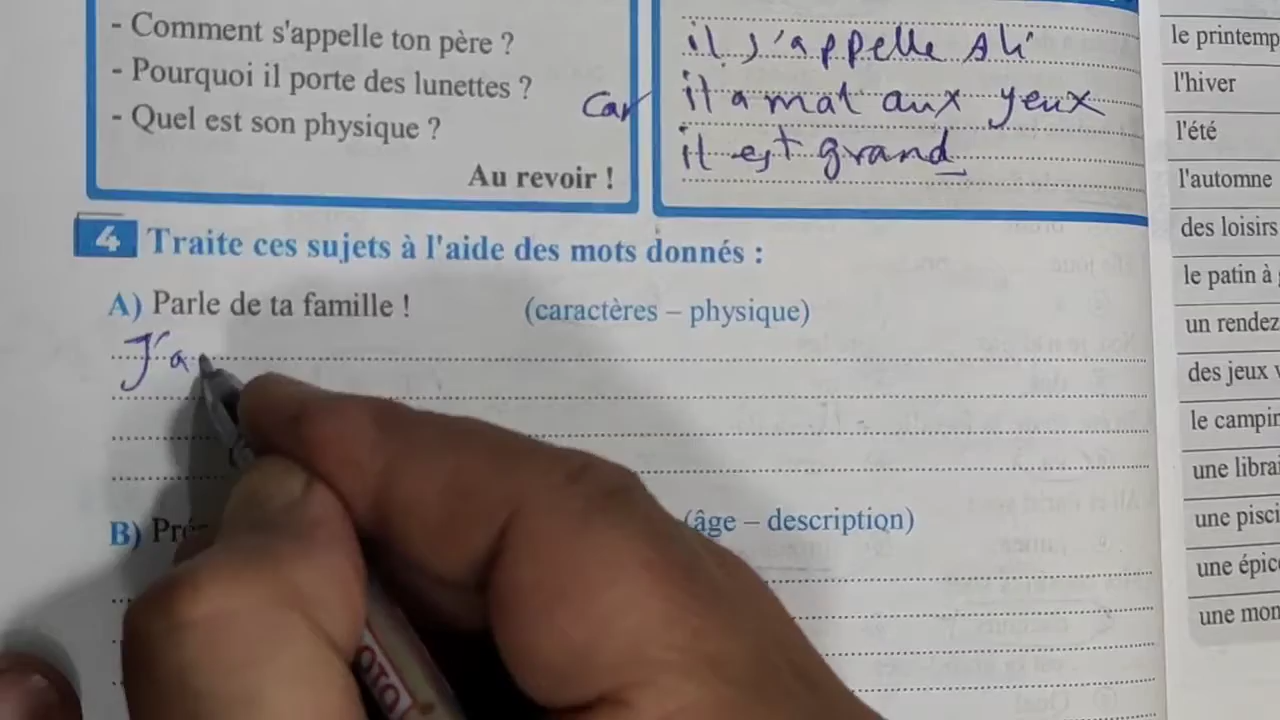 - Comment s'appelle ton père ?
- Pourquoi il porte des lunettes ?
- Quel est son physique ?
Au revoir !
il s'appelle Ali
Car il a mal aux yeux
il est grand
4 Traite ces sujets à l'aide des mots donnés :
A) Parle de ta famille ! (caractères – physique)
J'a
B) (âge – description)
le printemp
l'hiver
l'été
l'automne
des loisirs
le patin à
un rendez
des jeux v
le campin
une librai
une pisci
une épic
une mon